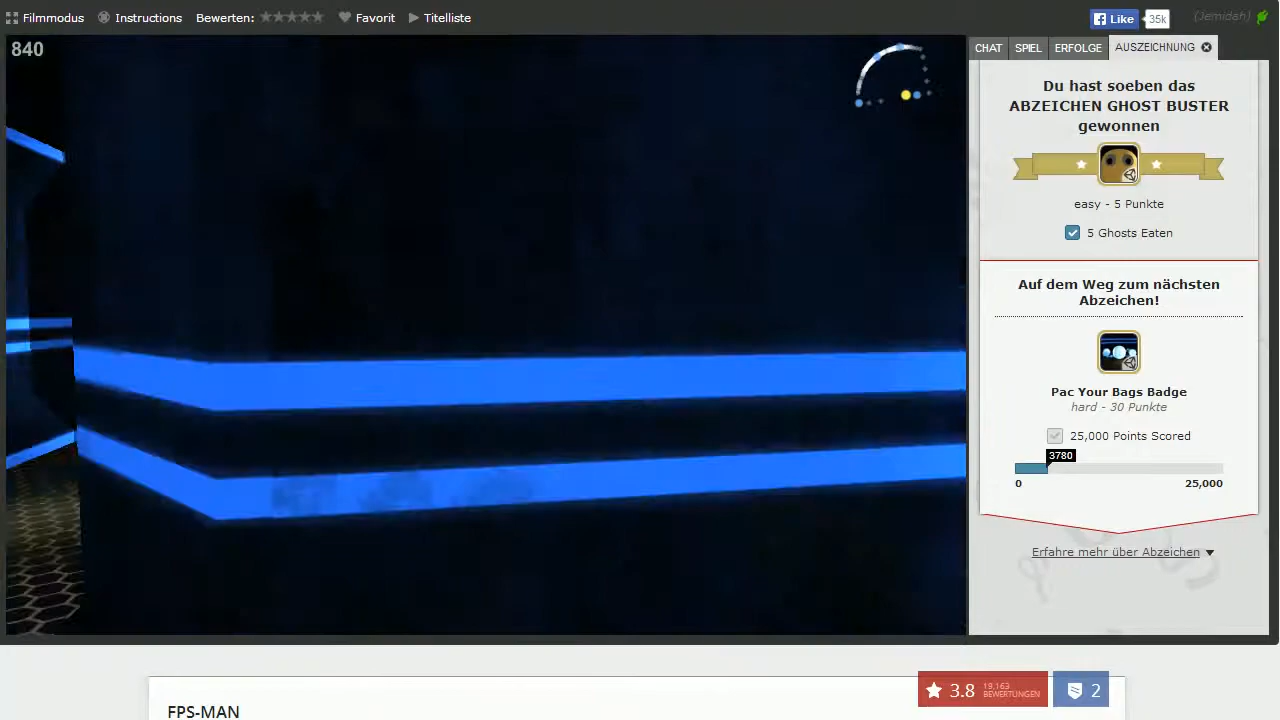 Filmmodus
Instructions
Bewerten:
Favorit
Titelliste
Like
35k
(Jemidah)
840
CHAT
SPIEL
ERFOLGE
AUSZEICHNUNG
Du hast soeben das
ABZEICHEN GHOST BUSTER
gewonnen
easy - 5 Punkte
5 Ghosts Eaten
Auf dem Weg zum nächsten
Abzeichen!
Pac Your Bags Badge
hard - 30 Punkte
25,000 Points Scored
3780
0
25,000
Erfahre mehr über Abzeichen
3.8
19,163
BEWERTUNGEN
2
FPS-MAN